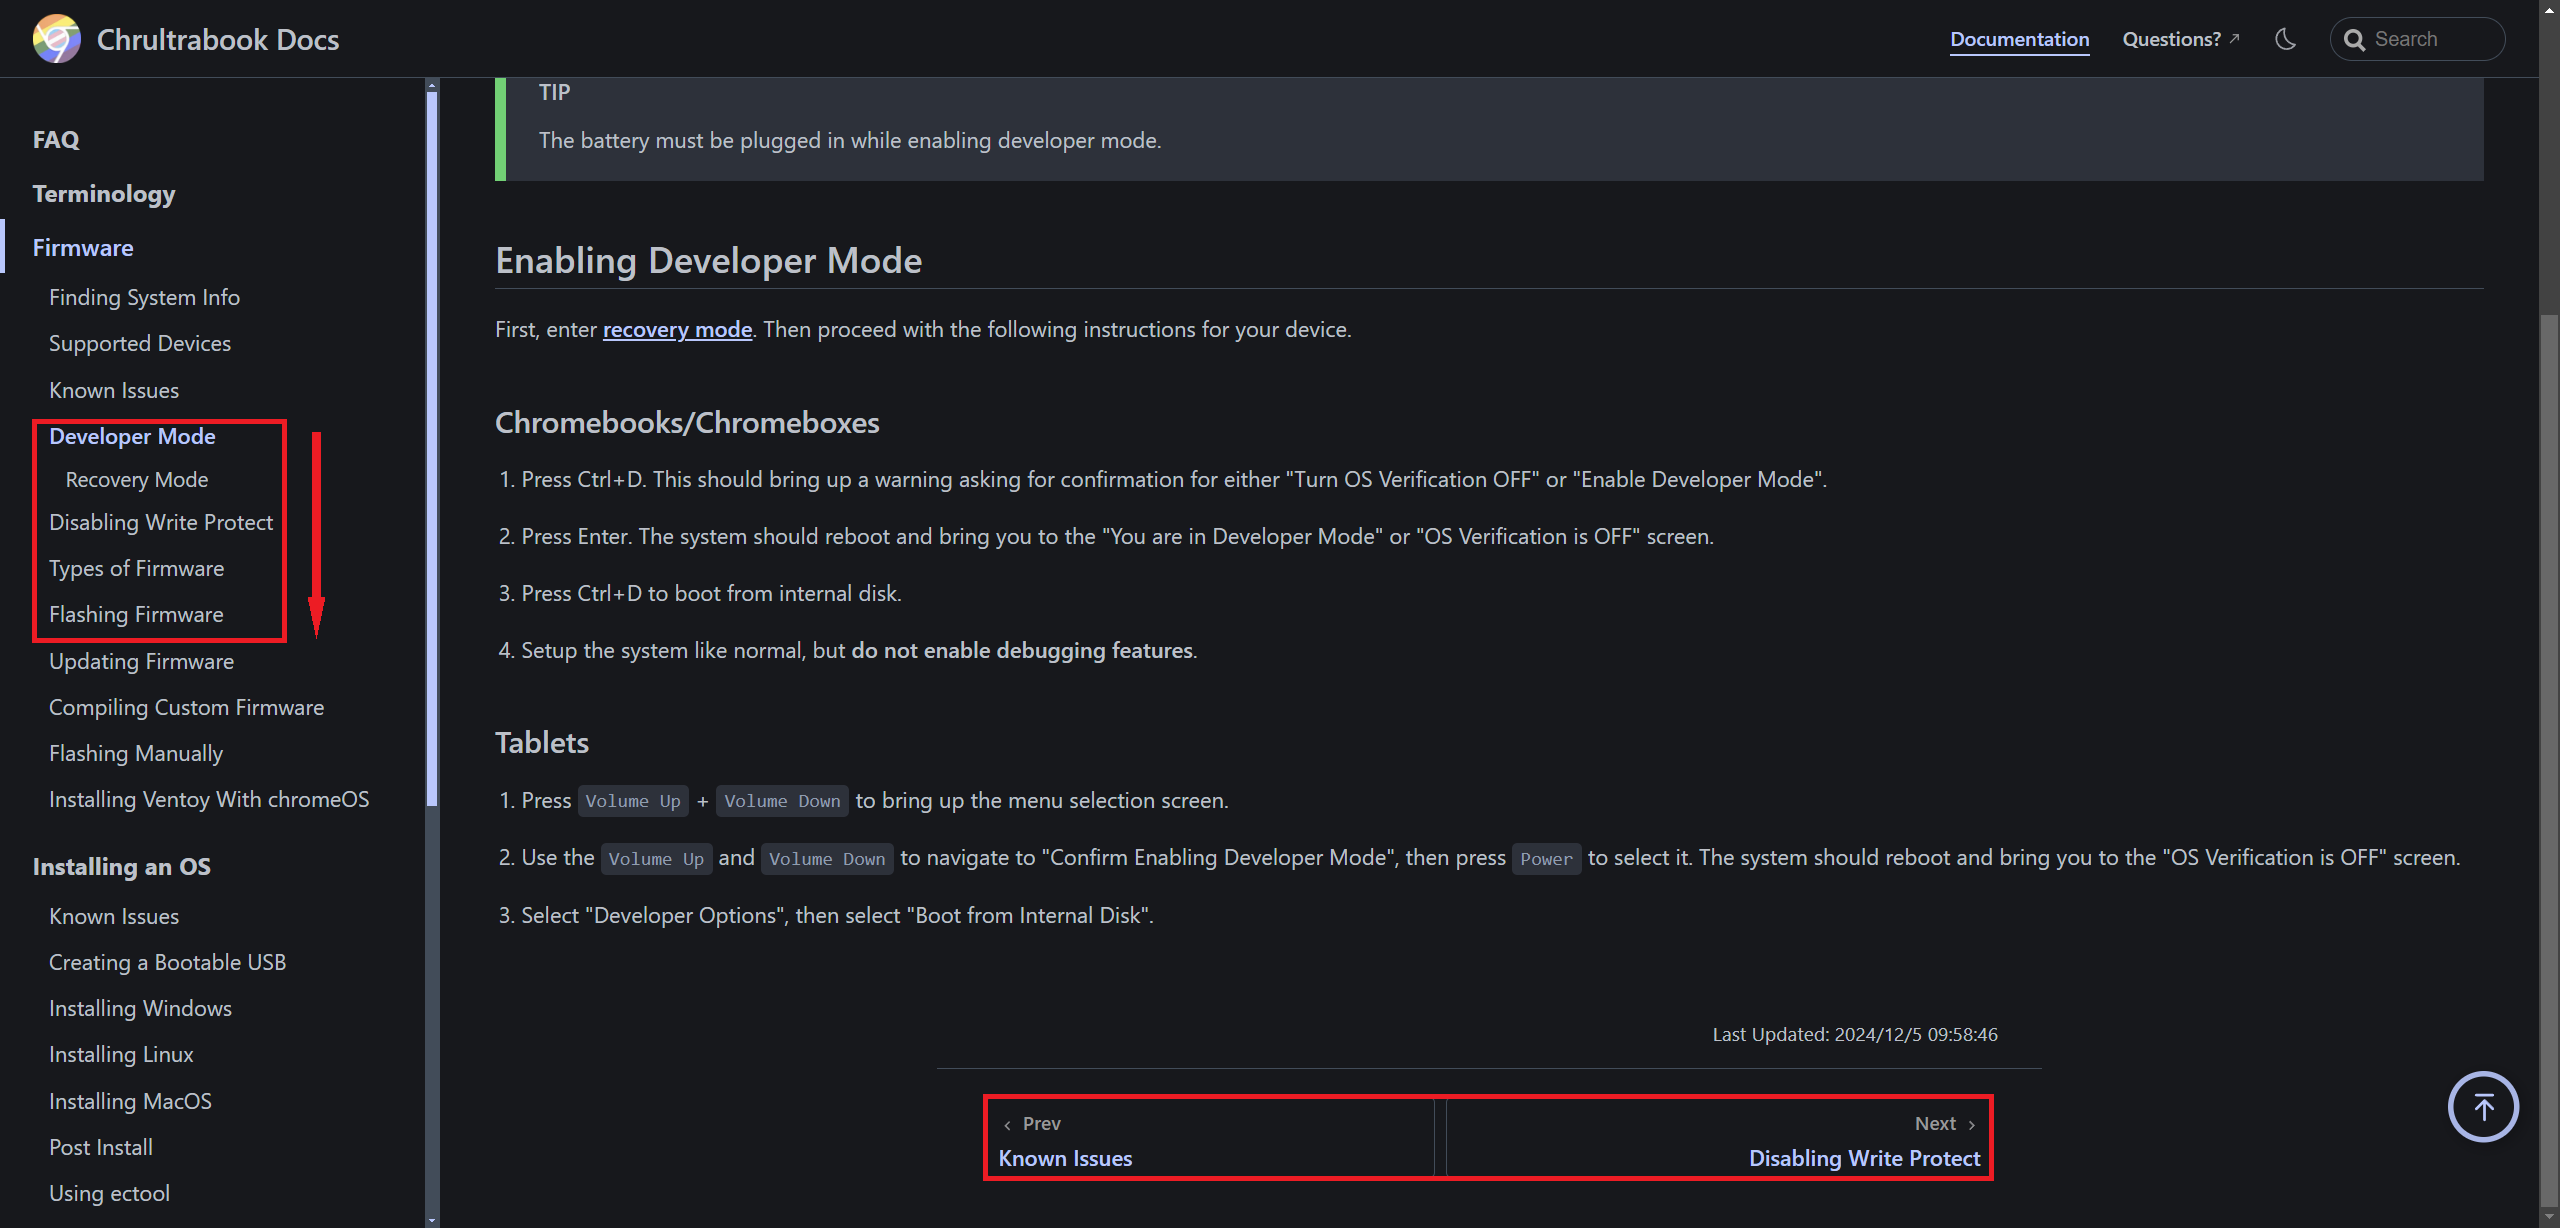 Chrultrabook Docs
Documentation
Questions?
Search
FAQ
Terminology
Firmware
Finding System Info
Supported Devices
Known Issues
Developer Mode
Recovery Mode
Disabling Write Protect
Types of Firmware
Flashing Firmware
Updating Firmware
Compiling Custom Firmware
Flashing Manually
Installing Ventoy With chromeOS
Installing an OS
Known Issues
Creating a Bootable USB
Installing Windows
Installing Linux
Installing MacOS
Post Install
Using ectool
TIP
The battery must be plugged in while enabling developer mode.
Enabling Developer Mode
First, enter recovery mode. Then proceed with the following instructions for your device.
Chromebooks/Chromeboxes
1. Press Ctrl+D. This should bring up a warning asking for confirmation for either "Turn OS Verification OFF" or "Enable Developer Mode".
2. Press Enter. The system should reboot and bring you to the "You are in Developer Mode" or "OS Verification is OFF" screen.
3. Press Ctrl+D to boot from internal disk.
4. Setup the system like normal, but do not enable debugging features.
Tablets
1. Press Volume Up + Volume Down to bring up the menu selection screen.
2. Use the Volume Up and Volume Down to navigate to "Confirm Enabling Developer Mode", then press Power to select it. The system should reboot and bring you to the "OS Verification is OFF" screen.
3. Select "Developer Options", then select "Boot from Internal Disk".
Last Updated: 2024/12/5 09:58:46
Prev
Known Issues
Next
Disabling Write Protect